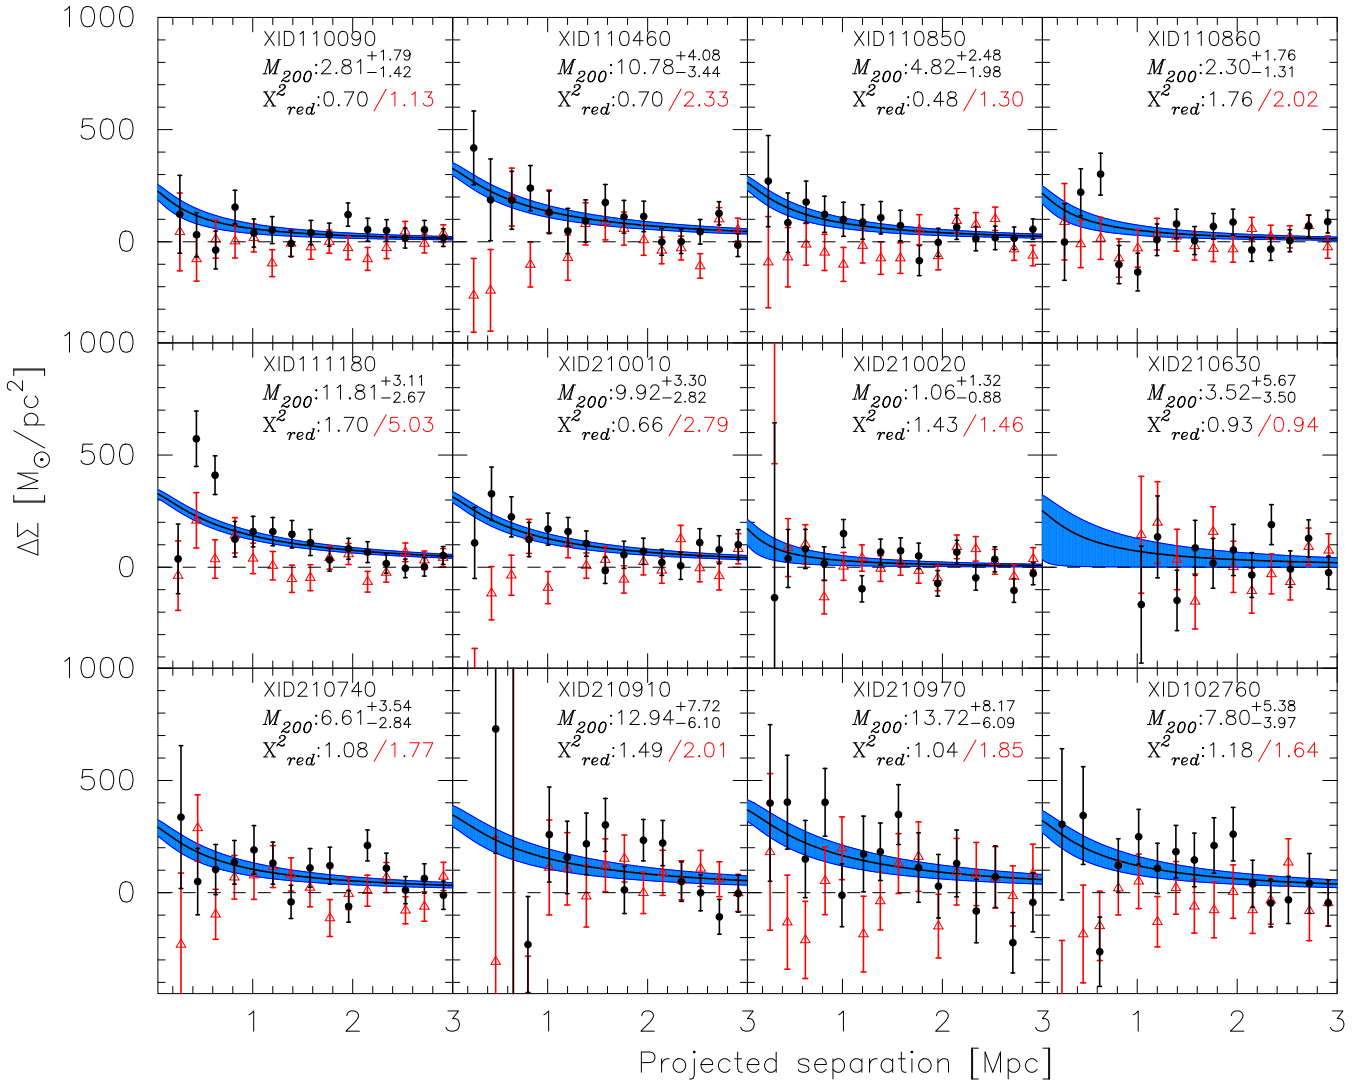 1000
500
0
XID110090
M200:2.81+1.79−1.42
X2red:0.70/1.13
XID110460
M200:10.78+4.08−3.44
X2red:0.70/2.33
XID110850
M200:4.82+2.48−1.98
X2red:0.48/1.30
XID110860
M200:2.30+1.76−1.31
X2red:1.76/2.02
1000
500
0
XID111180
M200:11.81+3.11−2.67
X2red:1.70/5.03
XID210010
M200:9.92+3.30−2.82
X2red:0.66/2.79
XID210020
M200:1.06+1.32−0.88
X2red:1.43/1.46
XID210630
M200:3.52+5.67−3.50
X2red:0.93/0.94
ΔΣ [M⊙/pc2]
1000
500
0
XID210740
M200:6.61+3.54−2.84
X2red:1.08/1.77
XID210910
M200:12.94+7.72−6.10
X2red:1.49/2.01
XID210970
M200:13.72+8.17−6.09
X2red:1.04/1.85
XID102760
M200:7.80+5.38−3.97
X2red:1.18/1.64
1 2 3 1 2 3 1 2 3 1 2 3
Projected separation [Mpc]